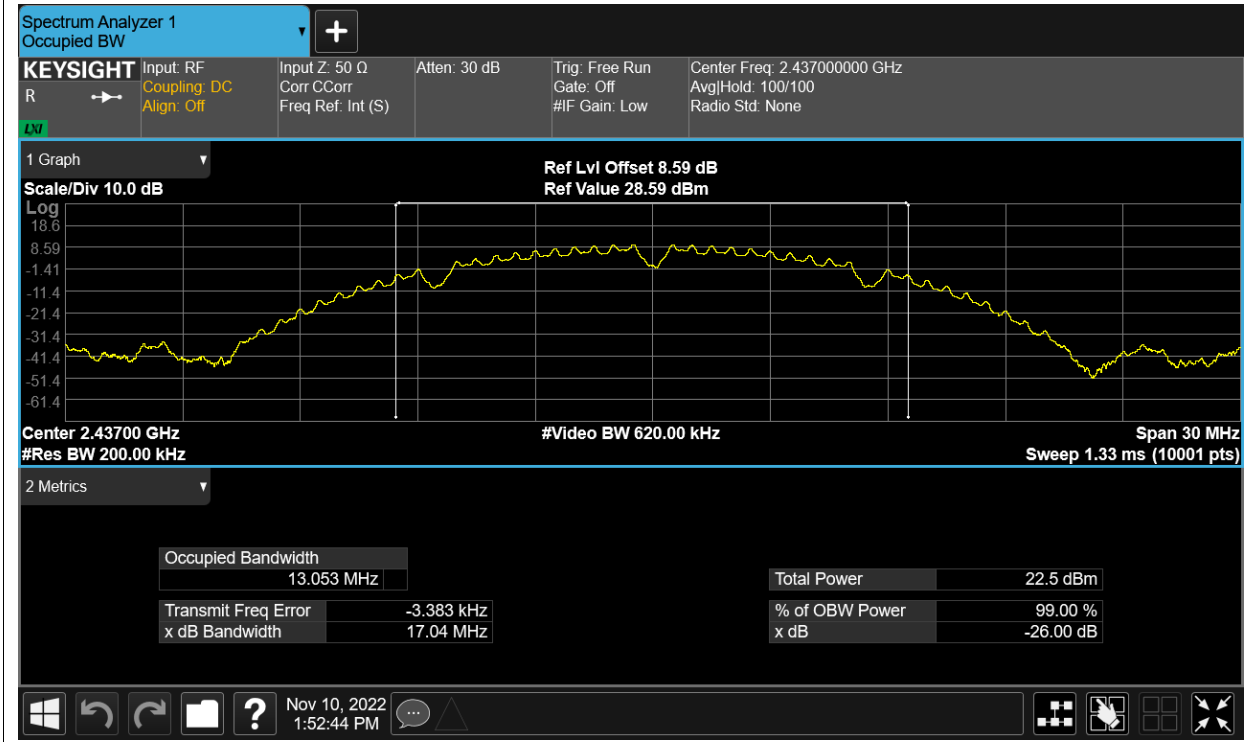 Spectrum Analyzer 1
Occupied BW
KEYSIGHT Input: RF Input Z: 50 Ω Atten: 30 dB Trig: Free Run Center Freq: 2.437000000 GHz
R Coupling: DC Corr CCorr Gate: Off Avg|Hold: 100/100
Align: Off Freq Ref: Int (S) #IF Gain: Low Radio Std: None
LXI
1 Graph
Ref Lvl Offset 8.59 dB
Scale/Div 10.0 dB Ref Value 28.59 dBm
Log
18.6
8.59
-1.41
-11.4
-21.4
-31.4
-41.4
-51.4
-61.4
Center 2.43700 GHz #Video BW 620.00 kHz Span 30 MHz
#Res BW 200.00 kHz Sweep 1.33 ms (10001 pts)
2 Metrics
Occupied Bandwidth
13.053 MHz Total Power 22.5 dBm
Transmit Freq Error -3.383 kHz % of OBW Power 99.00 %
x dB Bandwidth 17.04 MHz x dB -26.00 dB
? Nov 10, 2022
1:52:44 PM